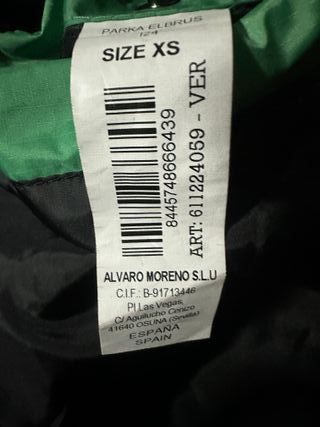 PARKA ELBRUS
124
SIZE XS
8445748666439
ART: 611224059 - VER
ALVARO MORENO S.L.U
C.I.F.: B-91713446
PI Las Vegas,
C/ Aguilucho Cenizo
41640 OSUNA (Sevilla)
ESPAÑA
SPAIN